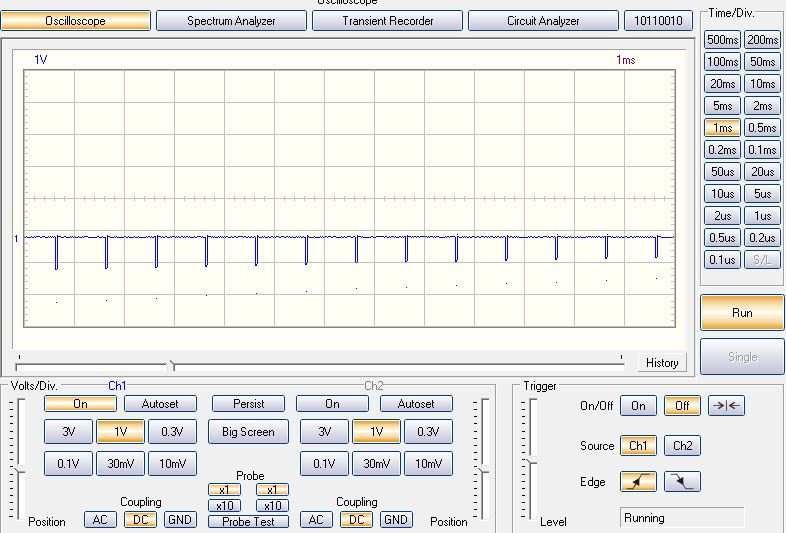 Oscilloscope
Oscilloscope Spectrum Analyzer Transient Recorder Circuit Analyzer 10110010
Time/Div.
500ms 200ms
100ms 50ms
20ms 10ms
5ms 2ms
1ms 0.5ms
0.2ms 0.1ms
50us 20us
10us 5us
2us 1us
0.5us 0.2us
0.1us S/L
1V 1ms
1
Run
Single
History
Volts/Div. Ch1 Ch2
On Autoset Persist On Autoset
3V 1V 0.3V Big Screen 3V 1V 0.3V
0.1V 30mV 10mV 0.1V 30mV 10mV
Probe
x1 x1
x10 x10
Probe Test
Coupling Coupling
Position AC DC GND AC DC GND Position
Trigger
On/Off On Off
Source Ch1 Ch2
Edge
Level Running